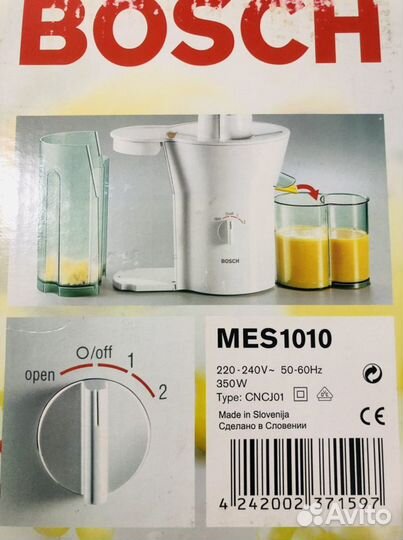 BOSCH
BOSCH
open O/off 1 2
MES1010
220-240V~ 50-60Hz
350W
Type: CNCJ01
Made in Slovenija
Сделано в Словении
CE
4 242002 371597
Avito